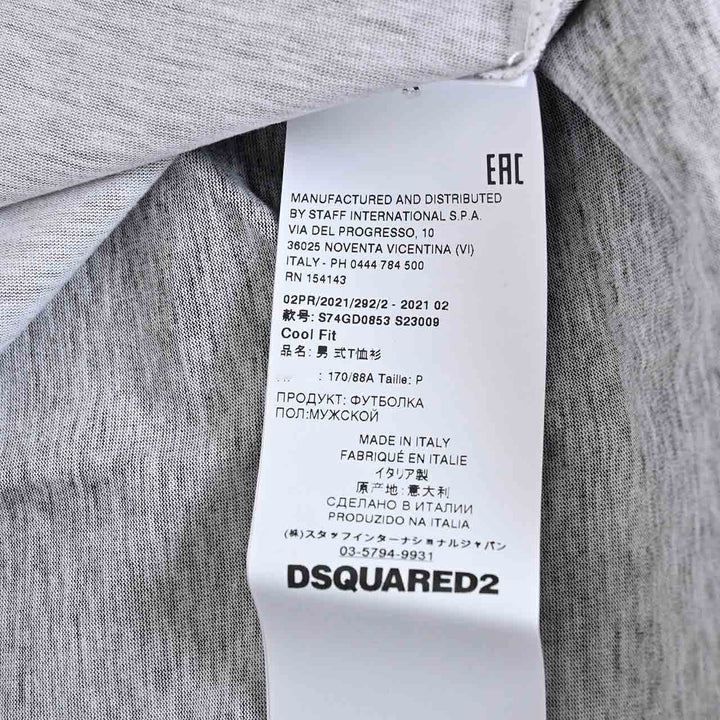 EAC
MANUFACTURED AND DISTRIBUTED
BY STAFF INTERNATIONAL S.P.A.
VIA DEL PROGRESSO, 10
36025 NOVENTA VICENTINA (VI)
ITALY - PH 0444 784 500
RN 154143
02PR/2021/292/2 - 2021 02
款号: S74GD0853 S23009
Cool Fit
品名: 男 式T恤衫
: 170/88A Taille: P
ПРОДУКТ: ФУТБОЛКА
ПОЛ:МУЖСКОЙ
MADE IN ITALY
FABRIQUÉ EN ITALIE
イタリア製
原产地: 意大利
СДЕЛАНО В ИТАЛИИ
PRODUZIDO NA ITALIA
(株)スタッフインターナショナルジャパン
03-5794-9931
DSQUARED2